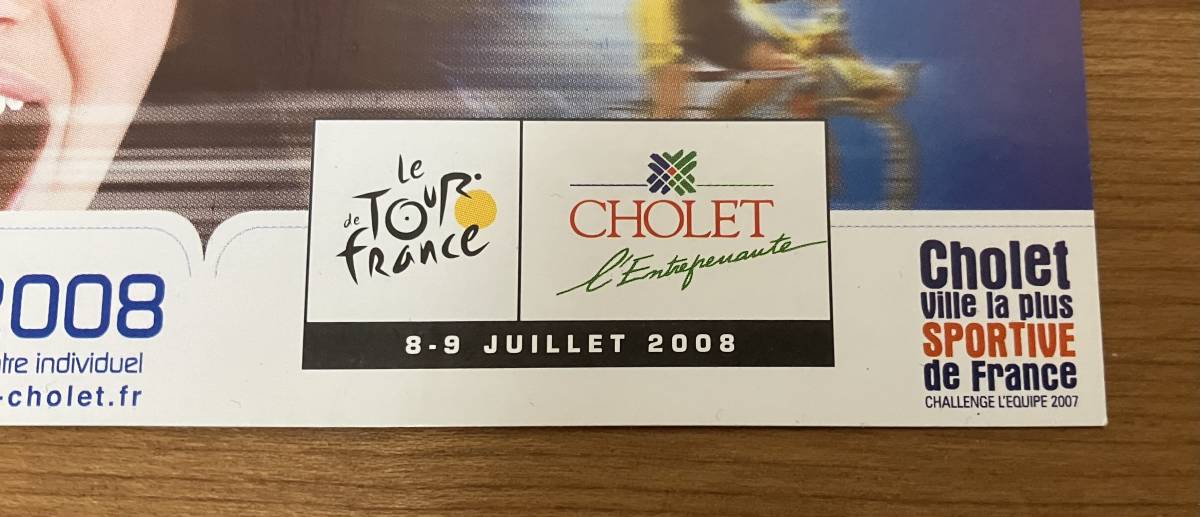 Le
de TOUR
france
CHOLET
l'Entreprenante
8-9 JUILLET 2008
2008
individuel
-cholet.fr
Cholet
Ville la plus
SPORTIVE
de France
CHALLENGE L'EQUIPE 2007